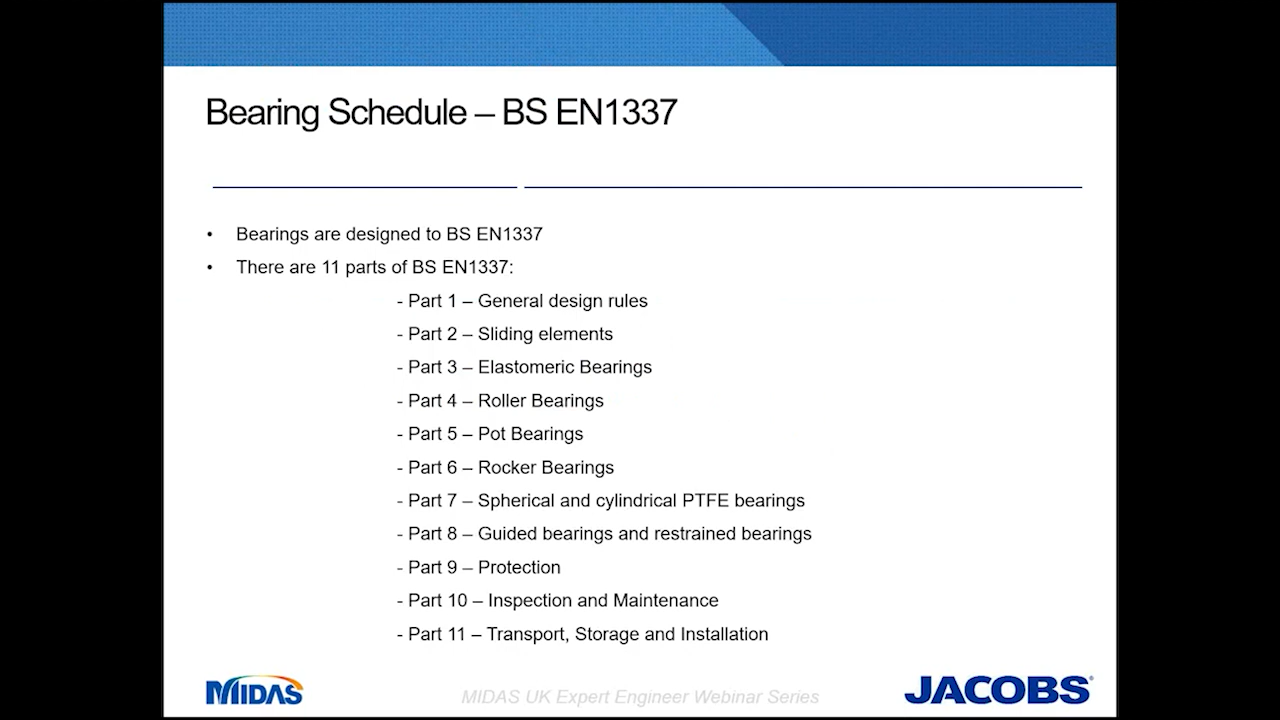 Bearing Schedule – BS EN1337
• Bearings are designed to BS EN1337
• There are 11 parts of BS EN1337:
- Part 1 – General design rules
- Part 2 – Sliding elements
- Part 3 – Elastomeric Bearings
- Part 4 – Roller Bearings
- Part 5 – Pot Bearings
- Part 6 – Rocker Bearings
- Part 7 – Spherical and cylindrical PTFE bearings
- Part 8 – Guided bearings and restrained bearings
- Part 9 – Protection
- Part 10 – Inspection and Maintenance
- Part 11 – Transport, Storage and Installation
MIDAS
MIDAS UK Expert Engineer Webinar Series
JACOBS®